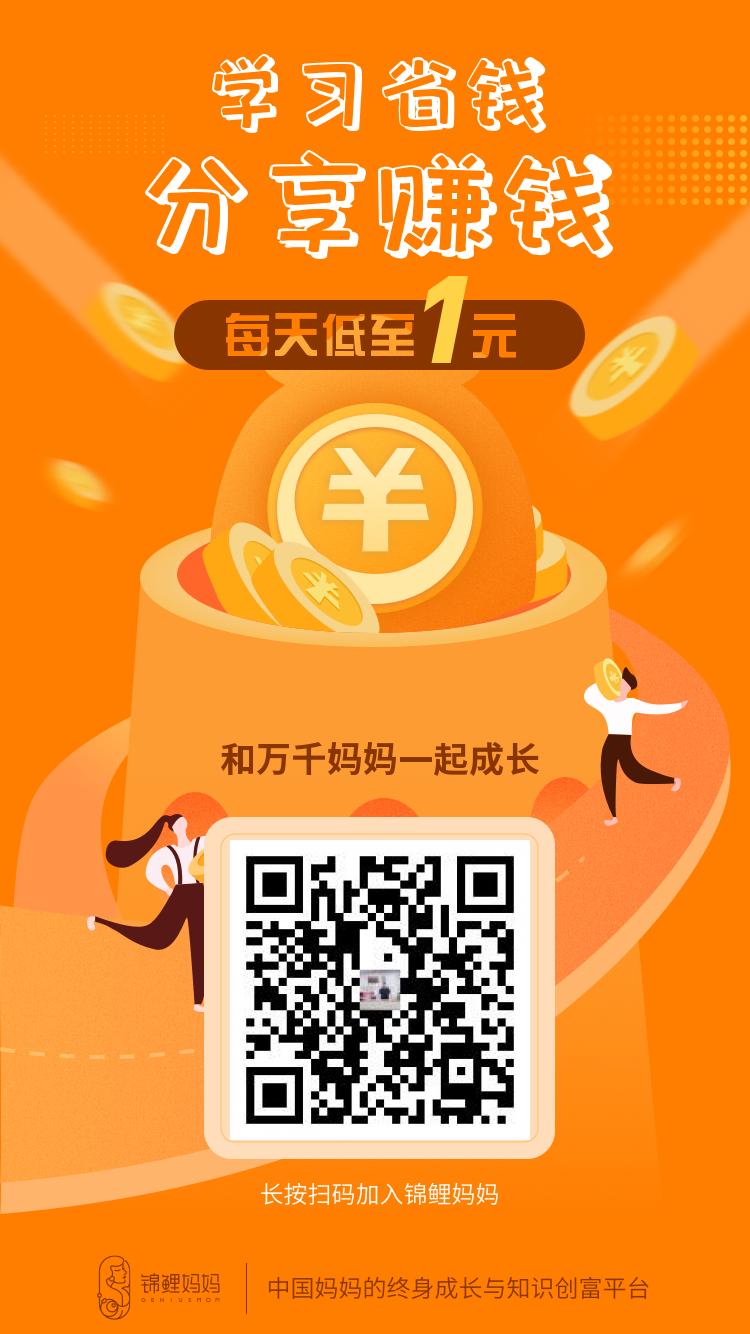 学习省钱
分享赚钱
每天低至1元
¥
¥
¥
¥
¥
和万千妈妈一起成长
长按扫码加入锦鲤妈妈
锦鲤妈妈
GENIUSMOM
中国妈妈的终身成长与知识创富平台